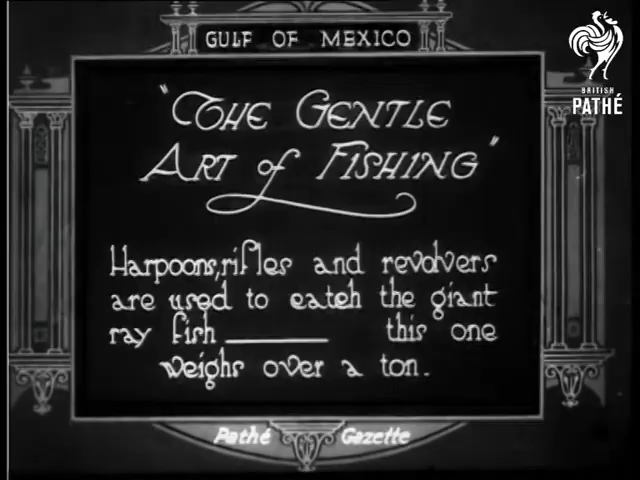 GULF OF MEXICO
BRITISH
PATHÉ
"THE GENTLE
ART of FISHING"
Harpoons, rifles and revolvers
are used to catch the giant
ray fish ———— this one
weighs over a ton.
Pathé Gazette